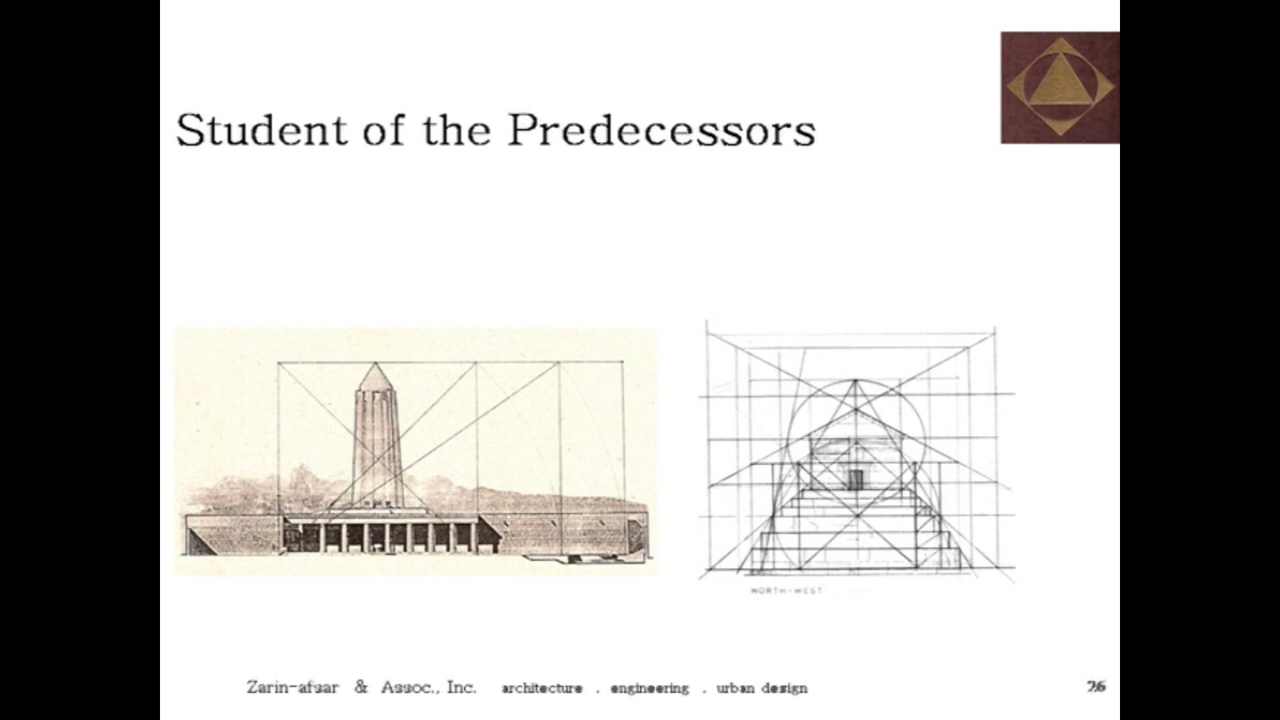 Student of the Predecessors
NORTH-WEST
Zarin-afsar & Assoc., Inc. architecture . engineering . urban design
26